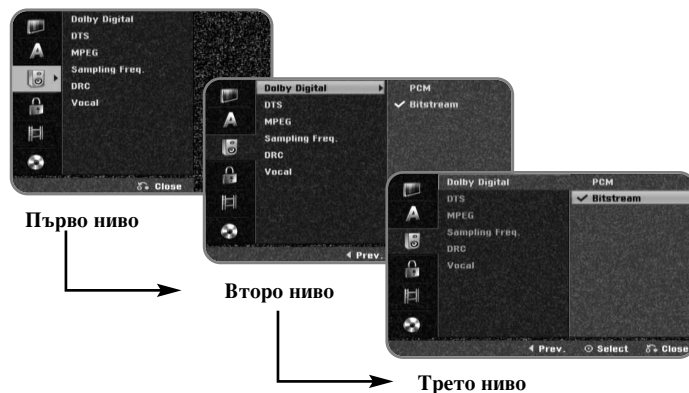 Dolby Digital
DTS
MPEG
Sampling Freq.
DRC
Vocal
Close
Първо ниво
Dolby Digital
DTS
MPEG
Sampling Freq.
DRC
Vocal
PCM
Bitstream
Prev.
Второ ниво
Dolby Digital
DTS
MPEG
Sampling Freq.
DRC
Vocal
PCM
Bitstream
Prev. Select Close
Трето ниво